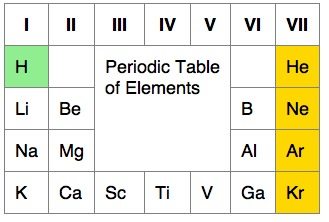 I II III IV V VI VII
H Periodic Table He
of Elements
Li Be B Ne
Na Mg Al Ar
K Ca Sc Ti V Ga Kr